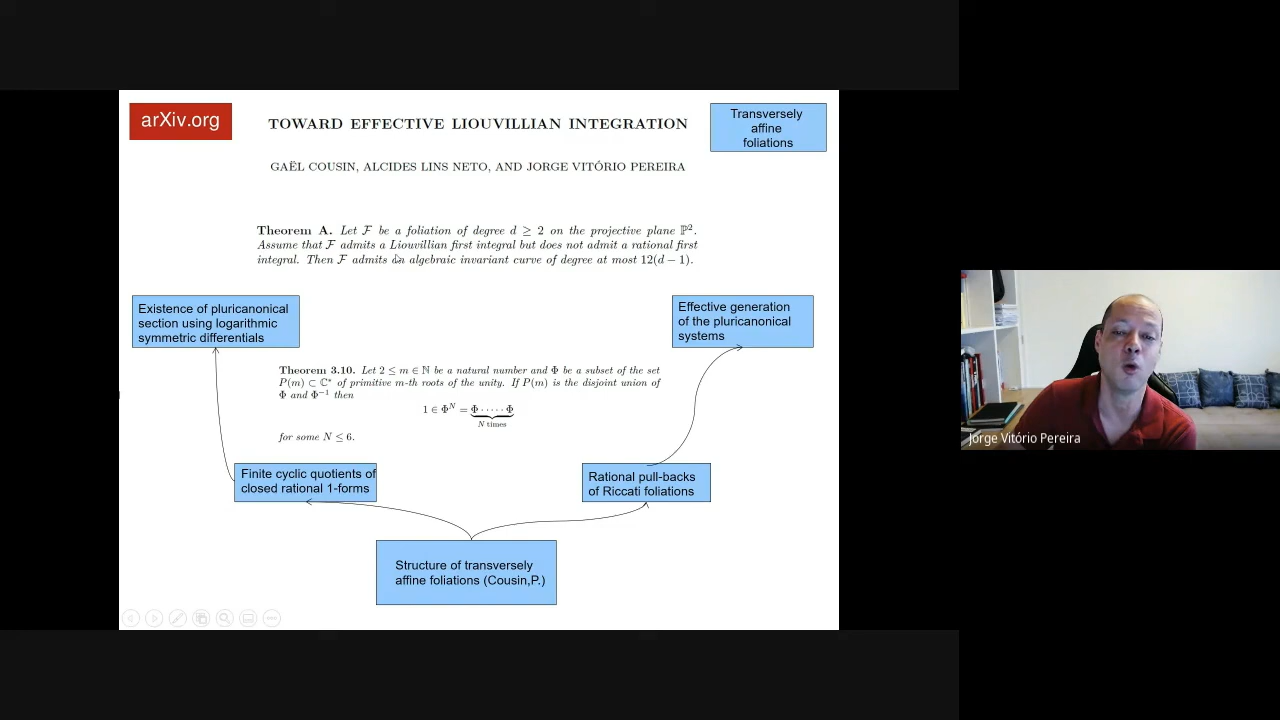 arXiv.org
TOWARD EFFECTIVE LIOUVILLIAN INTEGRATION
Transversely
affine
foliations
GAËL COUSIN, ALCIDES LINS NETO, AND JORGE VITÓRIO PEREIRA
Theorem A. Let F be a foliation of degree d ≥ 2 on the projective plane ℙ².
Assume that F admits a Liouvillian first integral but does not admit a rational first
integral. Then F admits an algebraic invariant curve of degree at most 12(d − 1).
Existence of pluricanonical
section using logarithmic
symmetric differentials
Effective generation
of the pluricanonical
systems
Theorem 3.10. Let 2 ≤ m ∈ ℕ be a natural number and Φ be a subset of the set
P(m) ⊂ ℂ* of primitive m-th roots of the unity. If P(m) is the disjoint union of
Φ and Φ⁻¹ then
1 ∈ Φᴺ = Φ · · · · · Φ
N times
for some N ≤ 6.
Finite cyclic quotients of
closed rational 1-forms
Rational pull-backs
of Riccati foliations
Structure of transversely
affine foliations (Cousin,P.)
Jorge Vitório Pereira